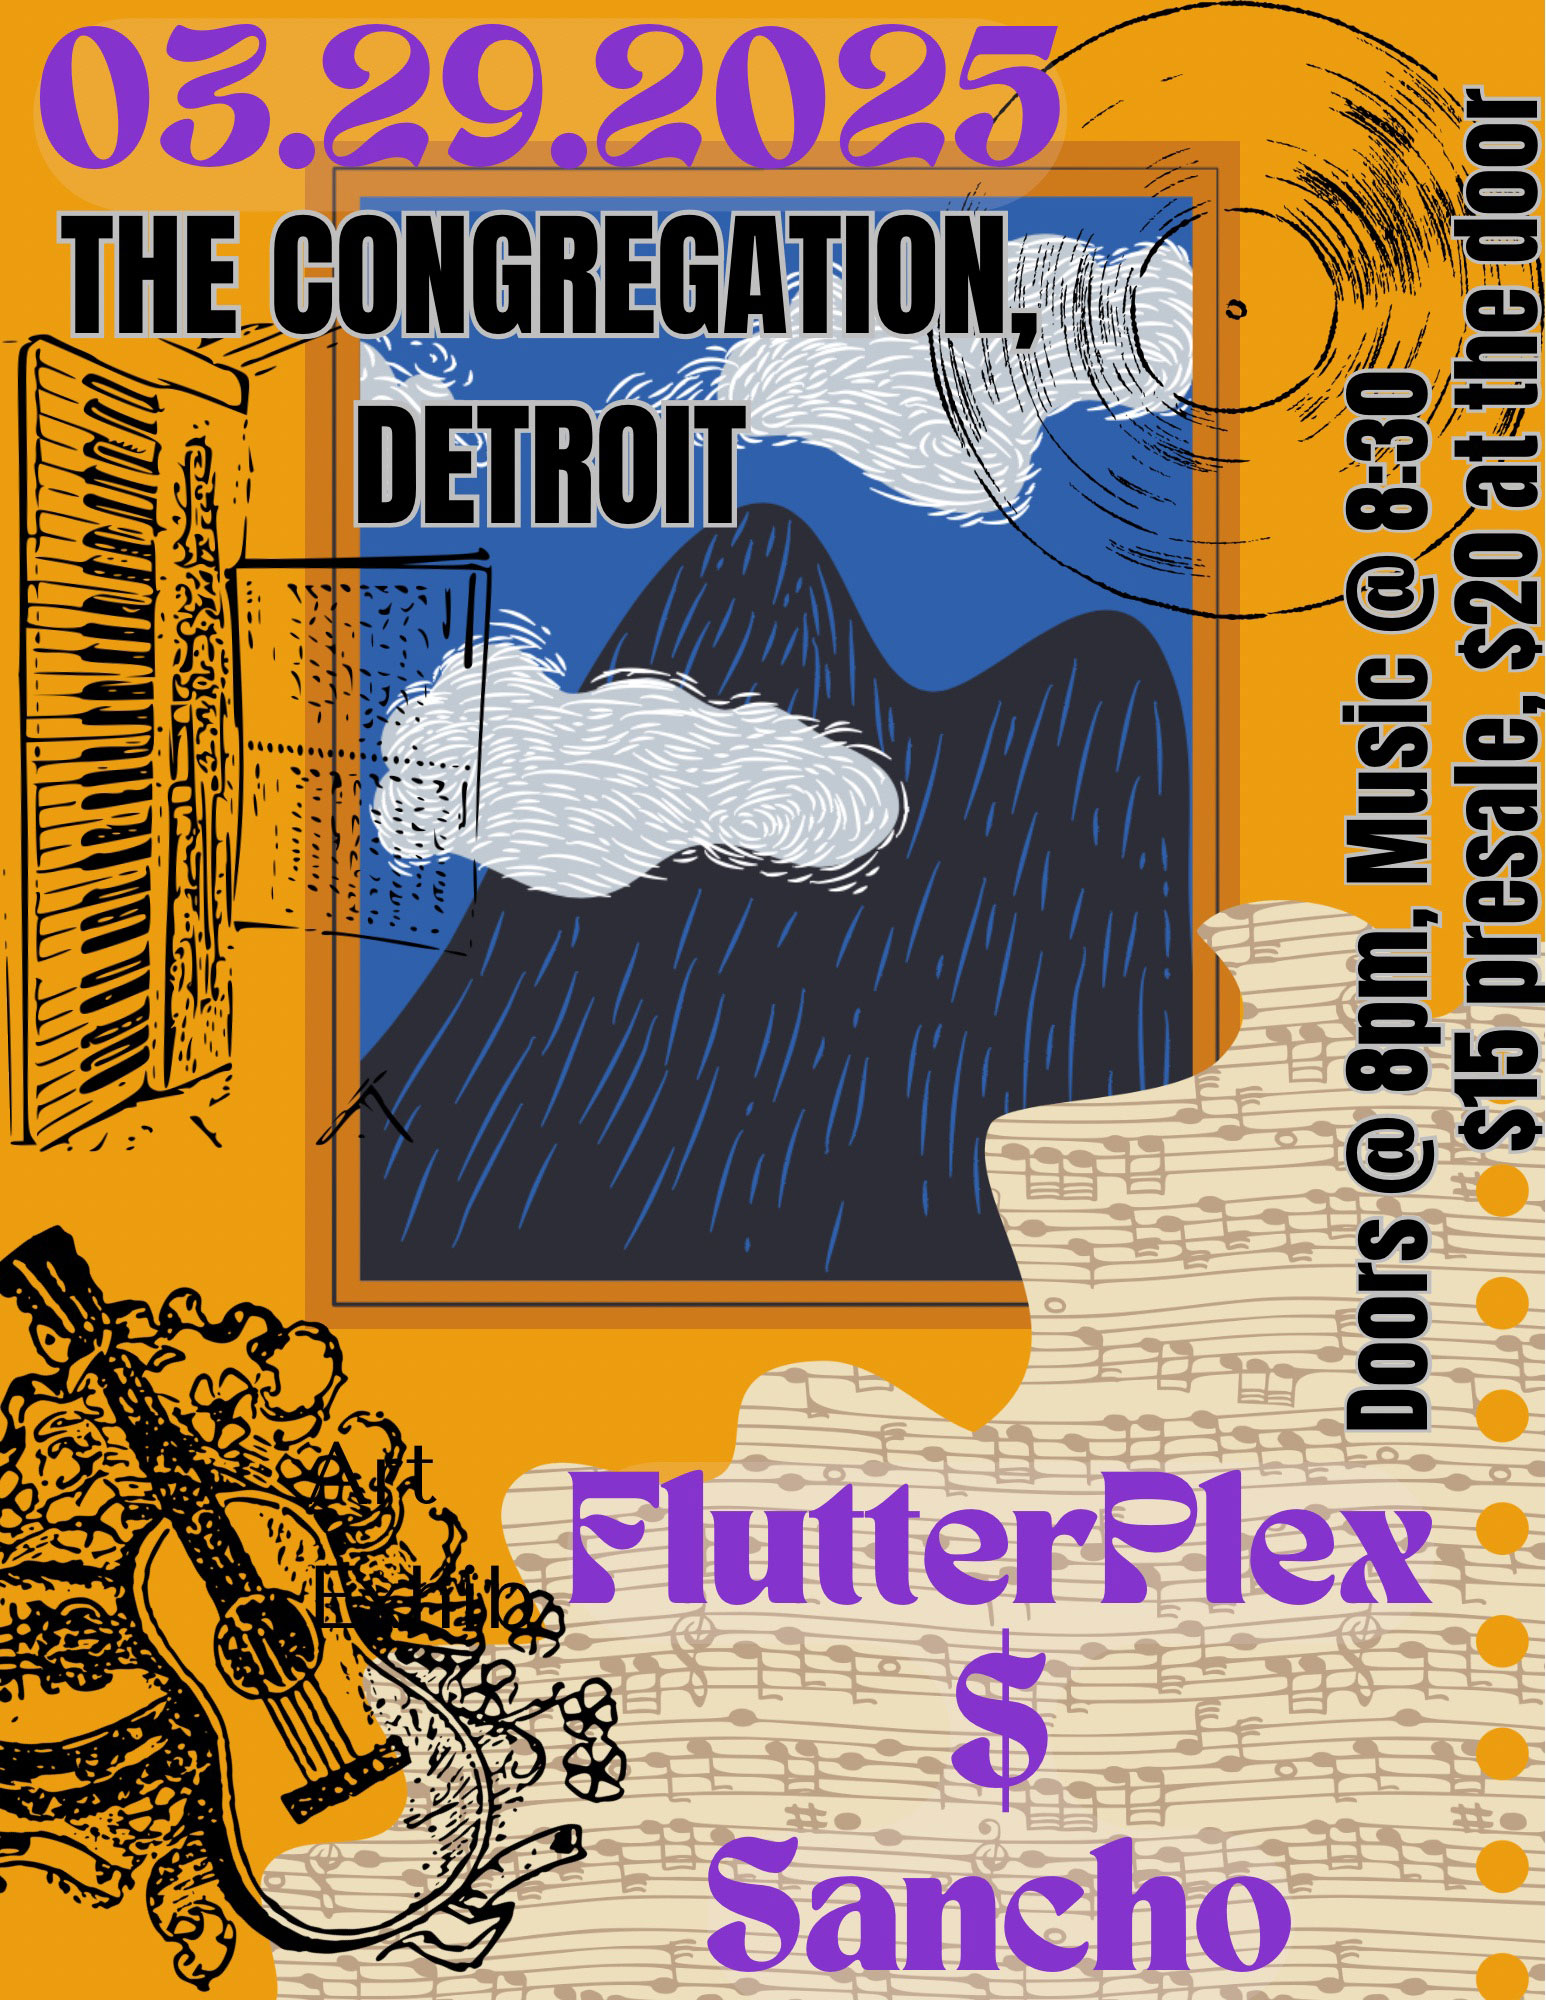 03.29.2025
THE CONGREGATION,
DETROIT
Doors @ 8pm, Music @ 8:30
$15 presale, $20 at the door
Art
Exhib
FlutterPlex
$
Sancho